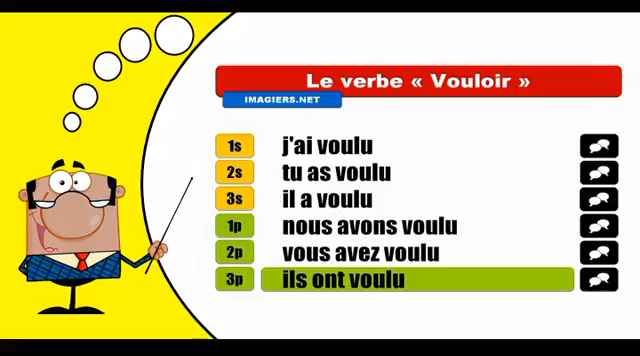 Le verbe « Vouloir »
IMAGIERS.NET
1s j'ai voulu
2s tu as voulu
3s il a voulu
1p nous avons voulu
2p vous avez voulu
3p ils ont voulu